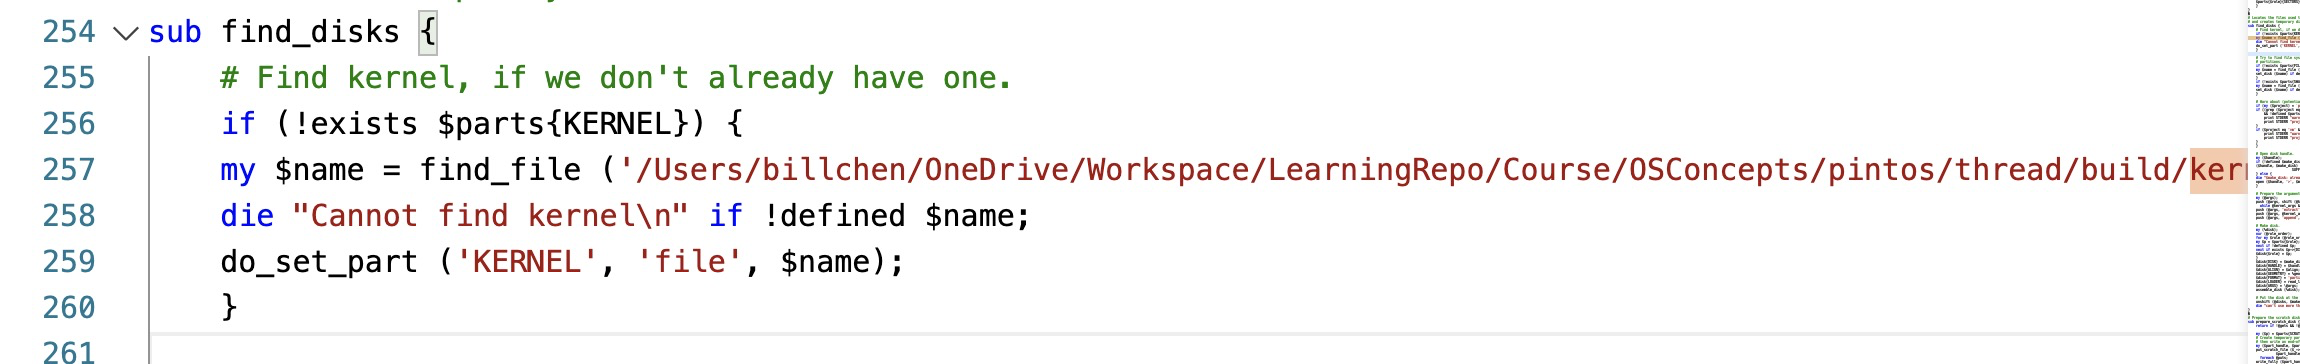 254 sub find_disks {
255 # Find kernel, if we don't already have one.
256 if (!exists $parts{KERNEL}) {
257 my $name = find_file ('/Users/billchen/OneDrive/Workspace/LearningRepo/Course/OSConcepts/pintos/thread/build/ker
258 die "Cannot find kernel\n" if !defined $name;
259 do_set_part ('KERNEL', 'file', $name);
260 }
261